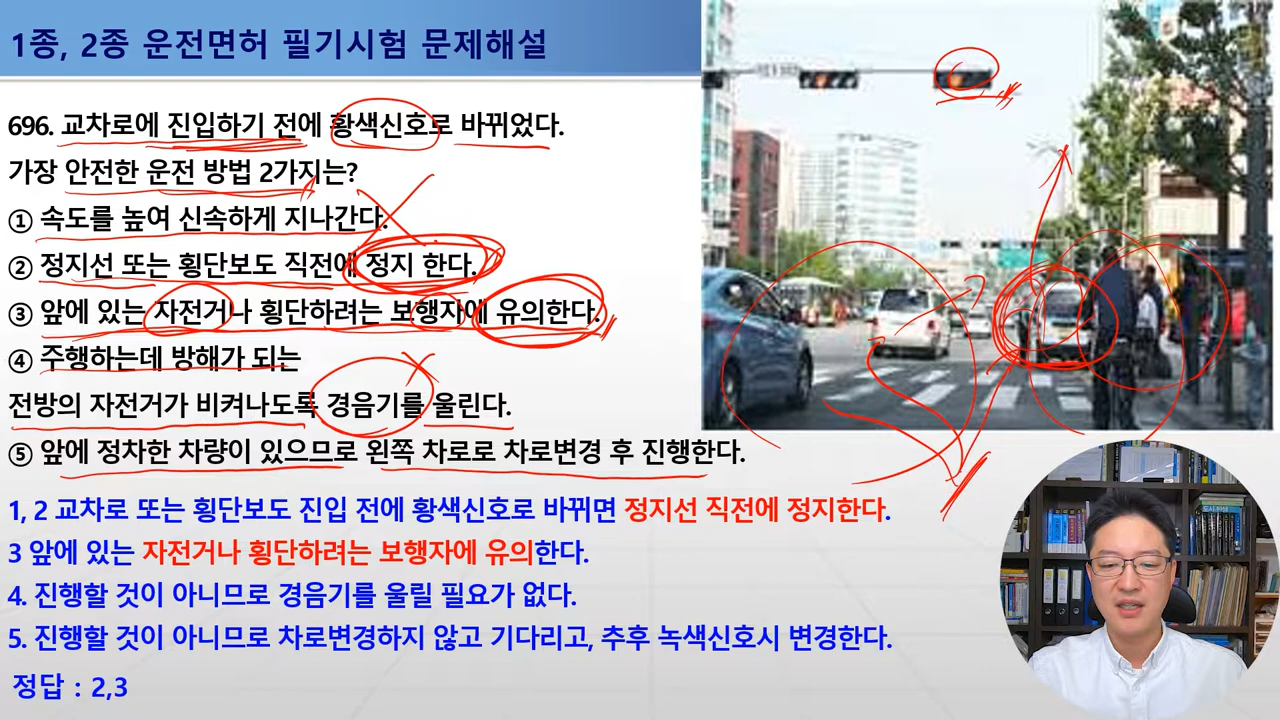 1종, 2종 운전면허 필기시험 문제해설
696. 교차로에 진입하기 전에 황색신호로 바뀌었다.
가장 안전한 운전 방법 2가지는?
① 속도를 높여 신속하게 지나간다.
② 정지선 또는 횡단보도 직전에 정지 한다.
③ 앞에 있는 자전거나 횡단하려는 보행자에 유의한다.
④ 주행하는데 방해가 되는
전방의 자전거가 비켜나도록 경음기를 울린다.
⑤ 앞에 정차한 차량이 있으므로 왼쪽 차로로 차로변경 후 진행한다.
1, 2 교차로 또는 횡단보도 진입 전에 황색신호로 바뀌면 정지선 직전에 정지한다.
3 앞에 있는 자전거나 횡단하려는 보행자에 유의한다.
4. 진행할 것이 아니므로 경음기를 울릴 필요가 없다.
5. 진행할 것이 아니므로 차로변경하지 않고 기다리고, 추후 녹색신호시 변경한다.
정답 : 2,3